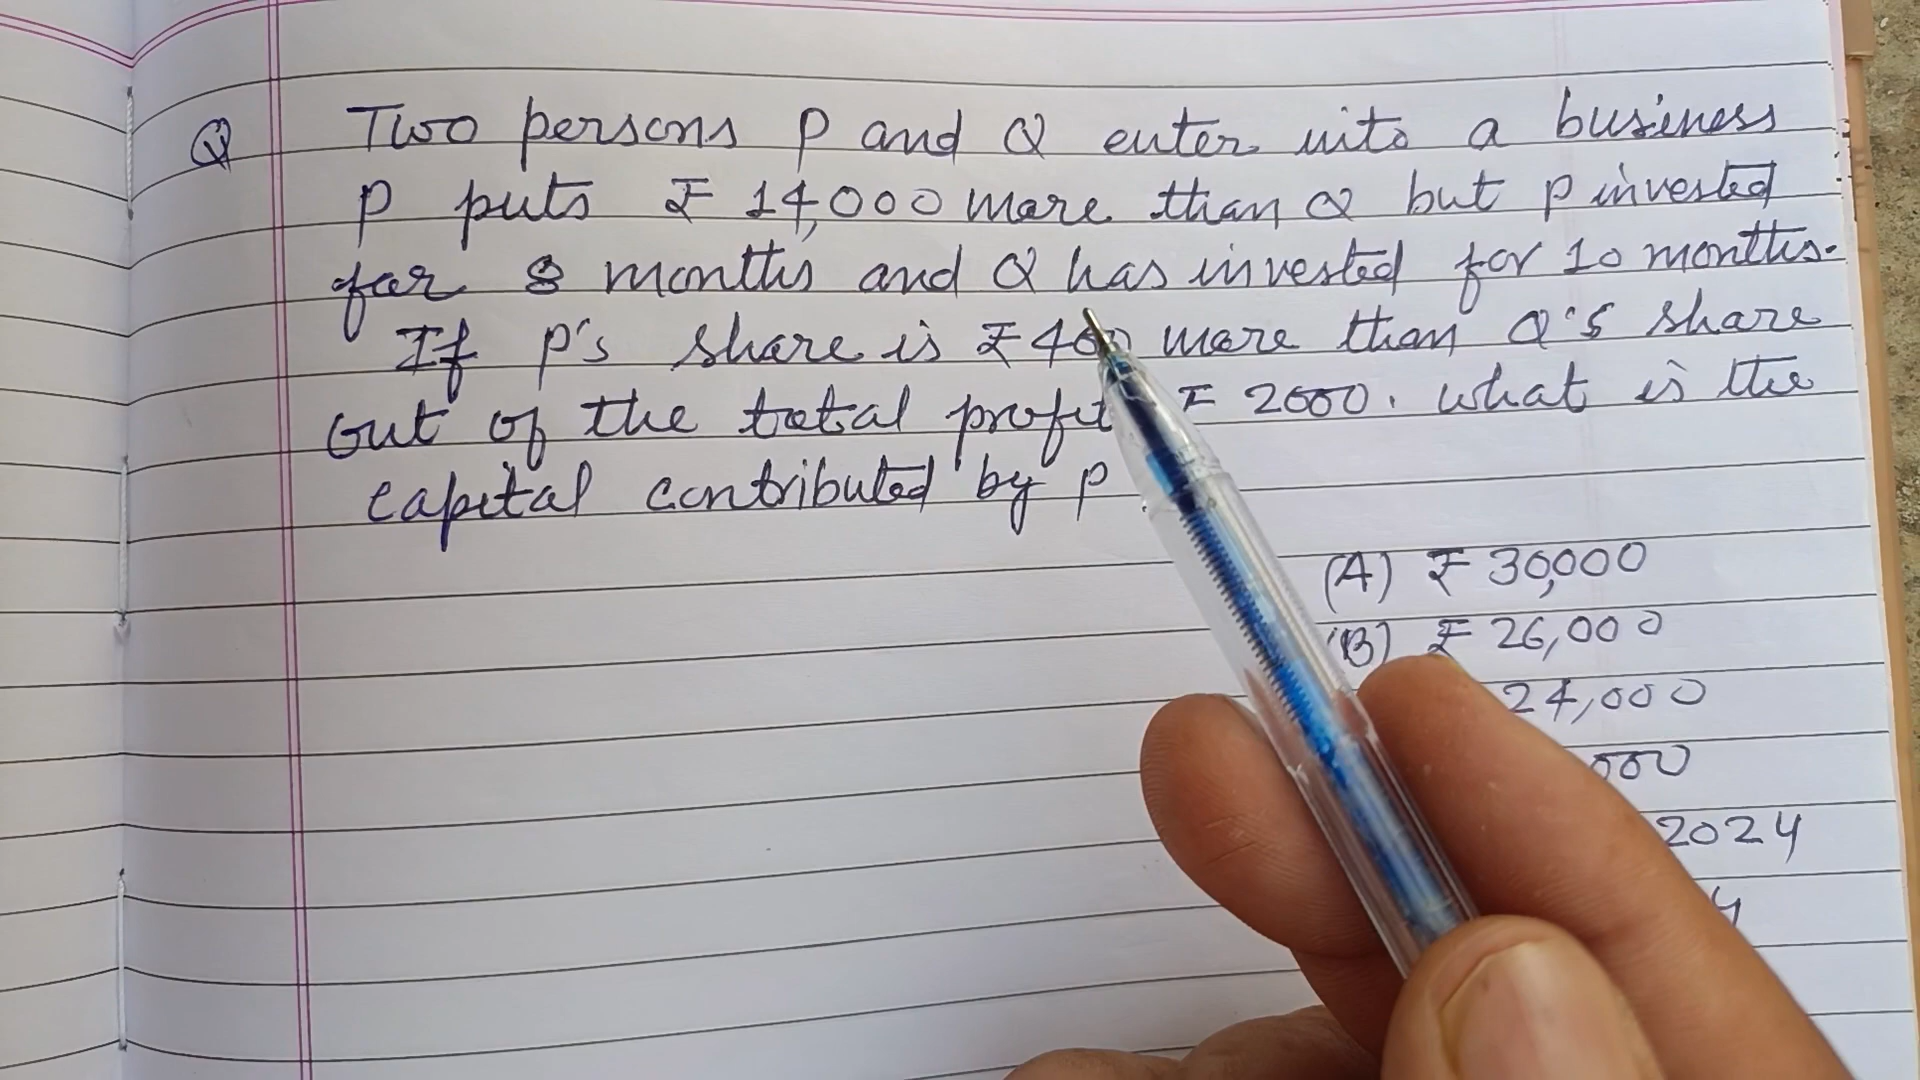 Q Two persons P and Q enter into a business
P puts ₹ 14,000 more than Q but P invested
for 8 months and Q has invested for 10 months.
If P's share is ₹ 400 more than Q's share
out of the total profit ₹ 2000. What is the
capital contributed by P.
(A) ₹ 30,000
(B) ₹ 26,000
24,000
000
2024